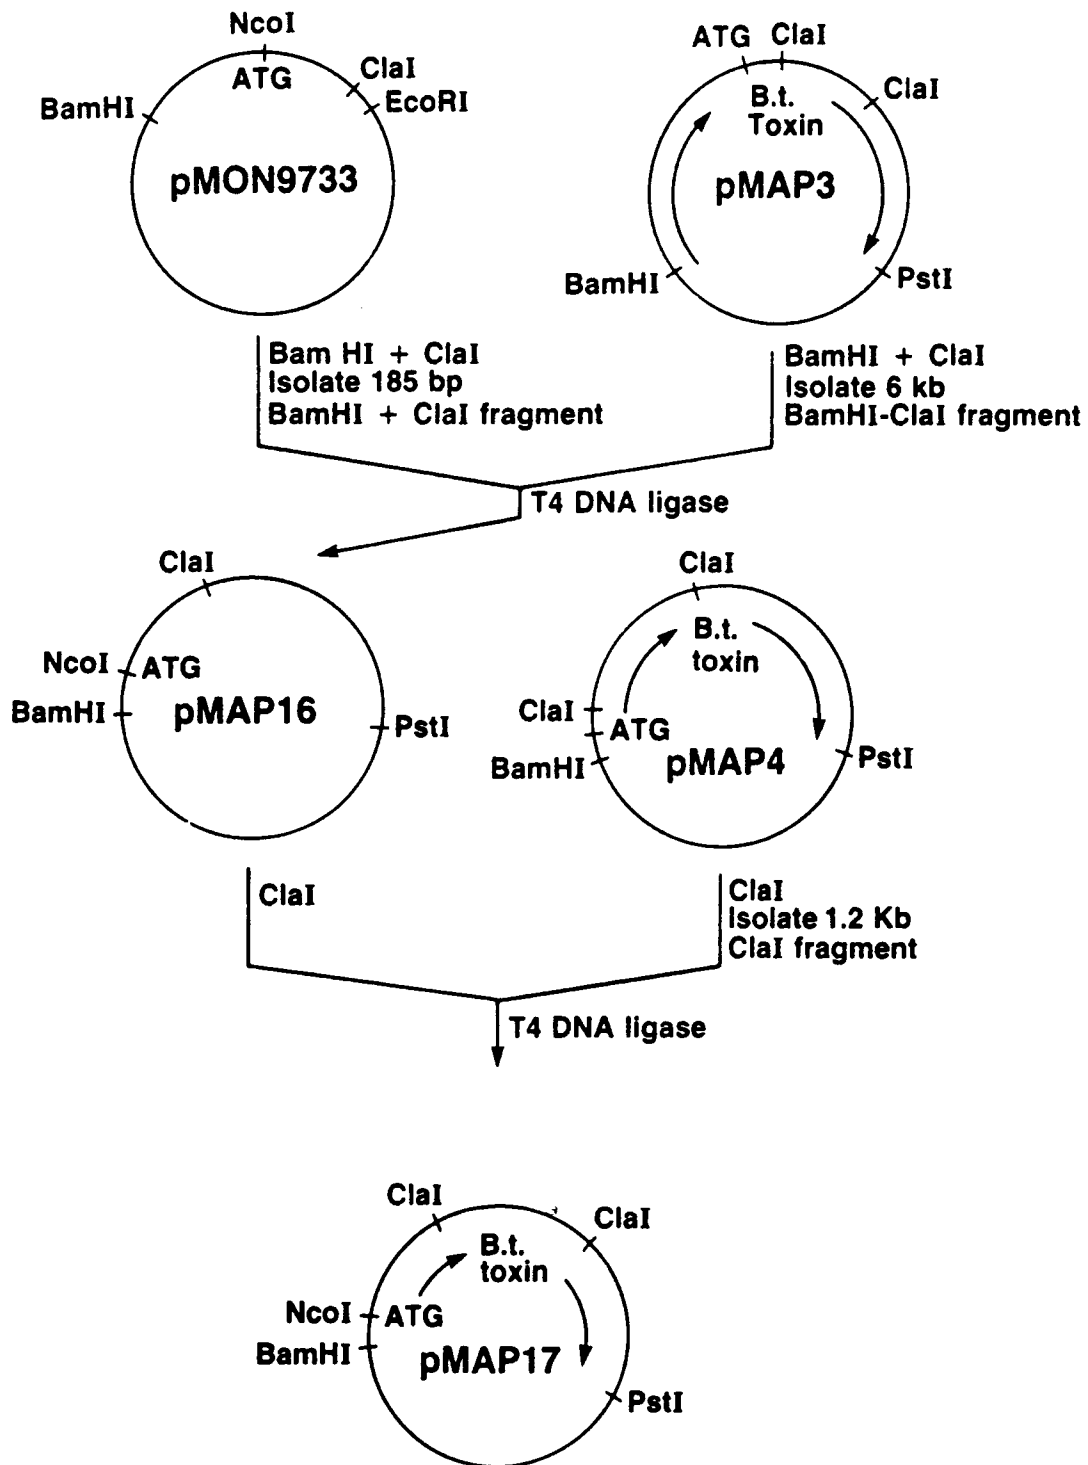 NcoI
ATG
ClaI
EcoRI
BamHI
pMON9733
ATG ClaI
ClaI
B.t.
Toxin
pMAP3
BamHI
PstI
Bam HI + ClaI
Isolate 185 bp
BamHI + ClaI fragment
BamHI + ClaI
Isolate 6 kb
BamHI-ClaI fragment
T4 DNA ligase
ClaI
NcoI
ATG
BamHI
pMAP16
PstI
ClaI
B.t.
toxin
ClaI
ATG
BamHI
pMAP4
PstI
ClaI
ClaI
Isolate 1.2 Kb
ClaI fragment
T4 DNA ligase
ClaI
ClaI
B.t.
toxin
NcoI
ATG
BamHI
pMAP17
PstI